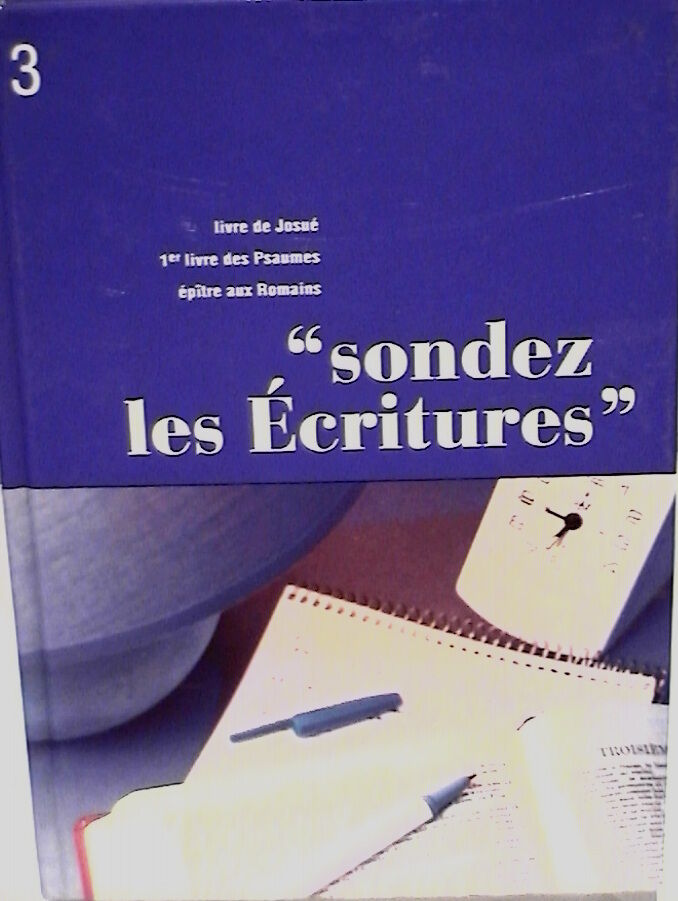 3
livre de Josué
1er livre des Psaumes
épître aux Romains
“sondez
les Écritures”